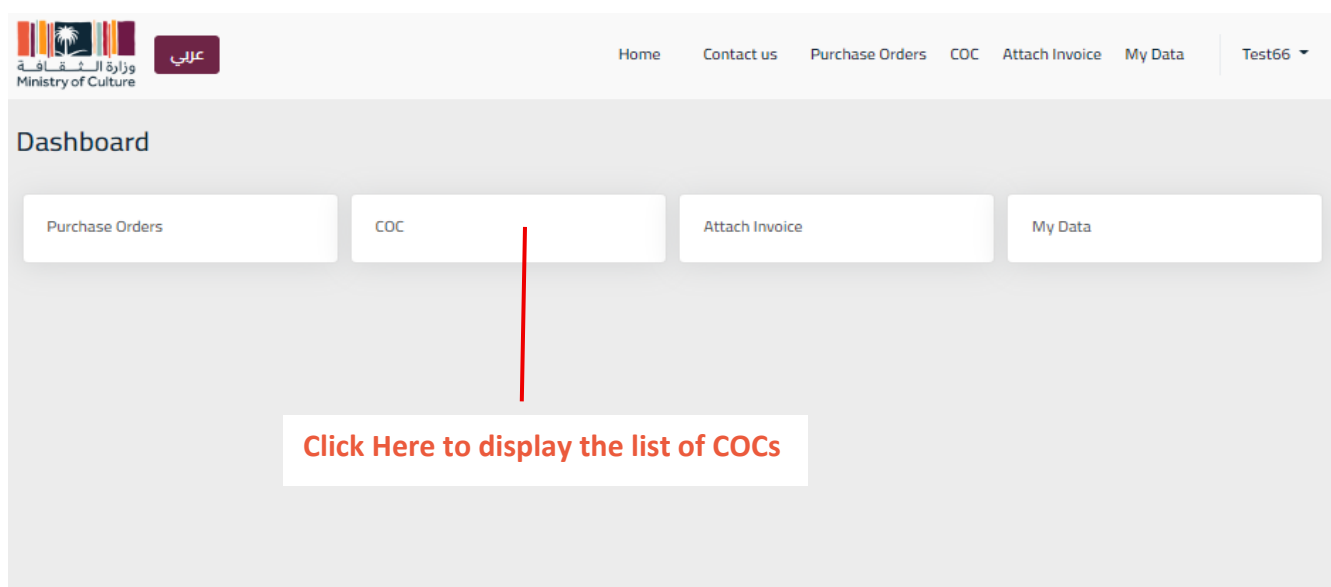 وزارة الــثــقــافــة
Ministry of Culture
عربي
Home Contact us Purchase Orders COC Attach Invoice My Data Test66
Dashboard
Purchase Orders COC Attach Invoice My Data
Click Here to display the list of COCs